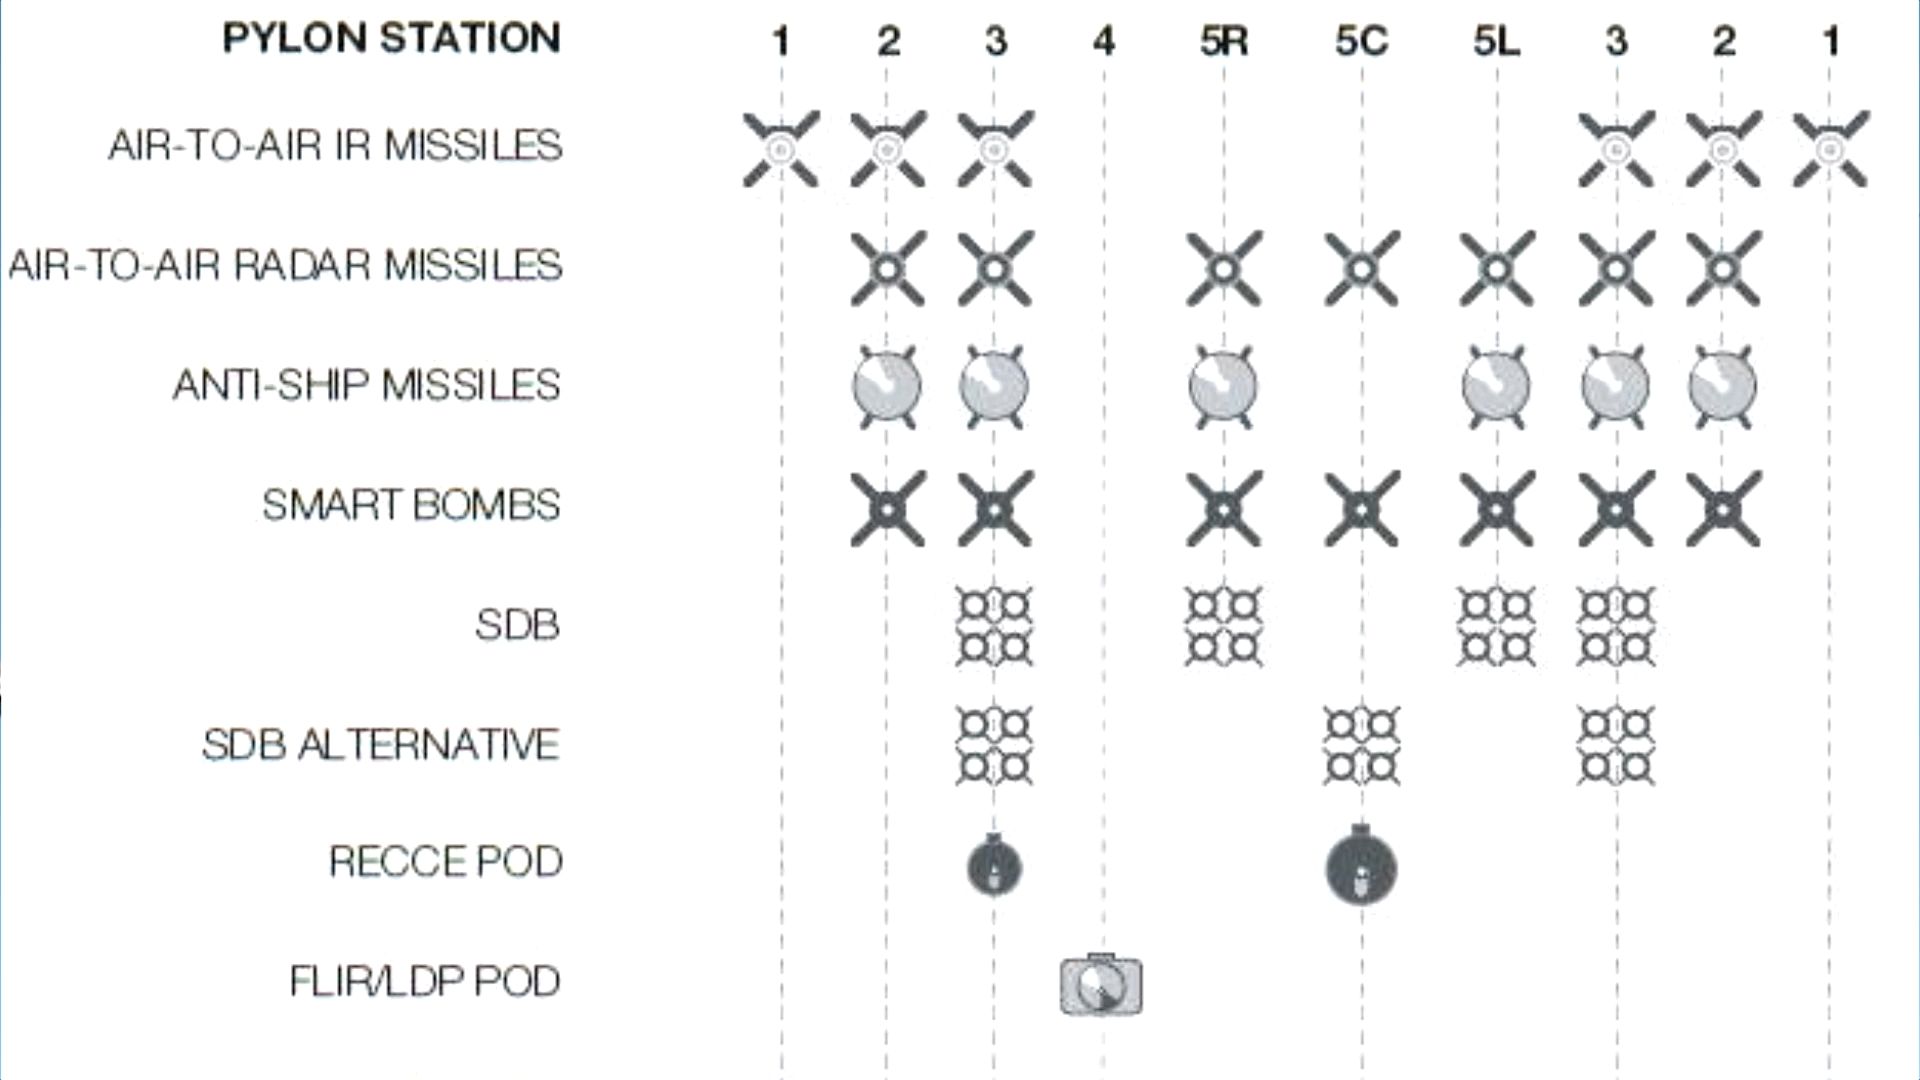 PYLON STATION 1 2 3 4 5R 5C 5L 3 2 1
AIR-TO-AIR IR MISSILES
AIR-TO-AIR RADAR MISSILES
ANTI-SHIP MISSILES
SMART BOMBS
SDB
SDB ALTERNATIVE
RECCE POD
FLIR/LDP POD